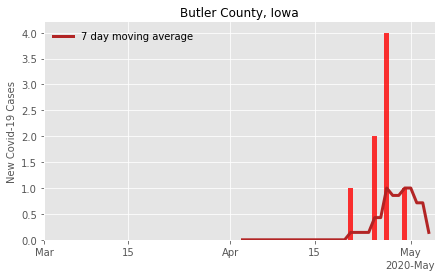 Butler County, Iowa
7 day moving average
New Covid-19 Cases
4.0
3.5
3.0
2.5
2.0
1.5
1.0
0.5
0.0
Mar
15
Apr
15
May
2020-May